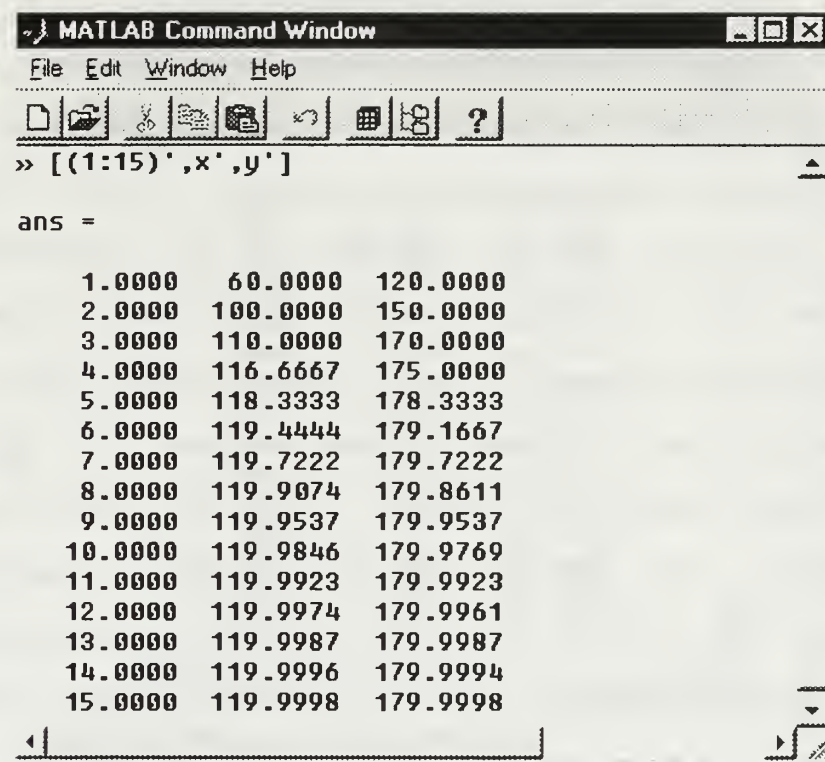 MATLAB Command Window
File Edit Window Help
?
» [(1:15)',x',y']
ans =
1.0000 60.0000 120.0000
2.0000 100.0000 150.0000
3.0000 110.0000 170.0000
4.0000 116.6667 175.0000
5.0000 118.3333 178.3333
6.0000 119.4444 179.1667
7.0000 119.7222 179.7222
8.0000 119.9074 179.8611
9.0000 119.9537 179.9537
10.0000 119.9846 179.9769
11.0000 119.9923 179.9923
12.0000 119.9974 179.9961
13.0000 119.9987 179.9987
14.0000 119.9996 179.9994
15.0000 119.9998 179.9998